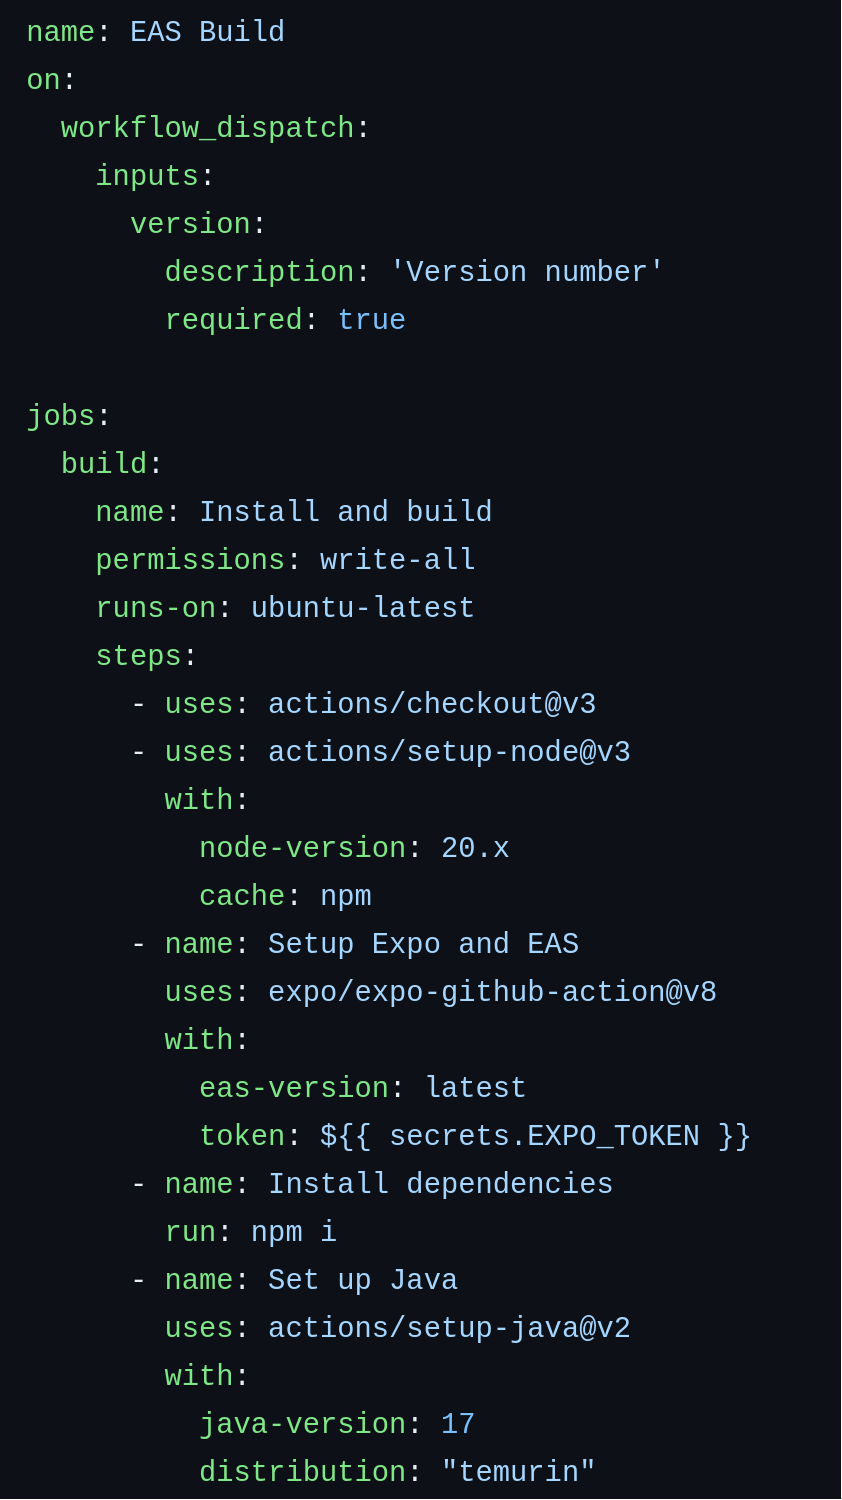 name: EAS Build
on:
  workflow_dispatch:
    inputs:
      version:
        description: 'Version number'
        required: true

jobs:
  build:
    name: Install and build
    permissions: write-all
    runs-on: ubuntu-latest
    steps:
      - uses: actions/checkout@v3
      - uses: actions/setup-node@v3
        with:
          node-version: 20.x
          cache: npm
      - name: Setup Expo and EAS
        uses: expo/expo-github-action@v8
        with:
          eas-version: latest
          token: ${{ secrets.EXPO_TOKEN }}
      - name: Install dependencies
        run: npm i
      - name: Set up Java
        uses: actions/setup-java@v2
        with:
          java-version: 17
          distribution: "temurin"